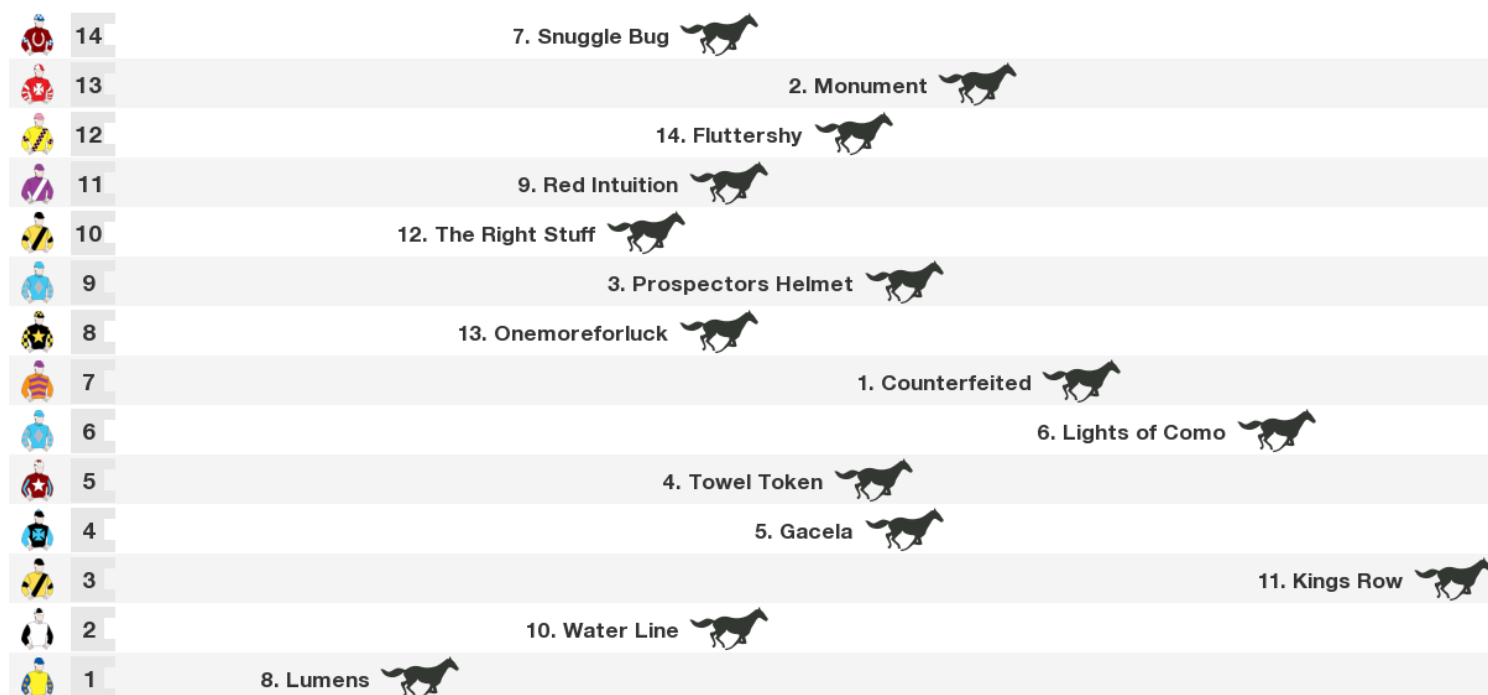 14 7. Snuggle Bug
13 2. Monument
12 14. Fluttershy
11 9. Red Intuition
10 12. The Right Stuff
9 3. Prospectors Helmet
8 13. Onemoreforluck
7 1. Counterfeited
6 6. Lights of Como
5 4. Towel Token
4 5. Gacela
3 11. Kings Row
2 10. Water Line
1 8. Lumens